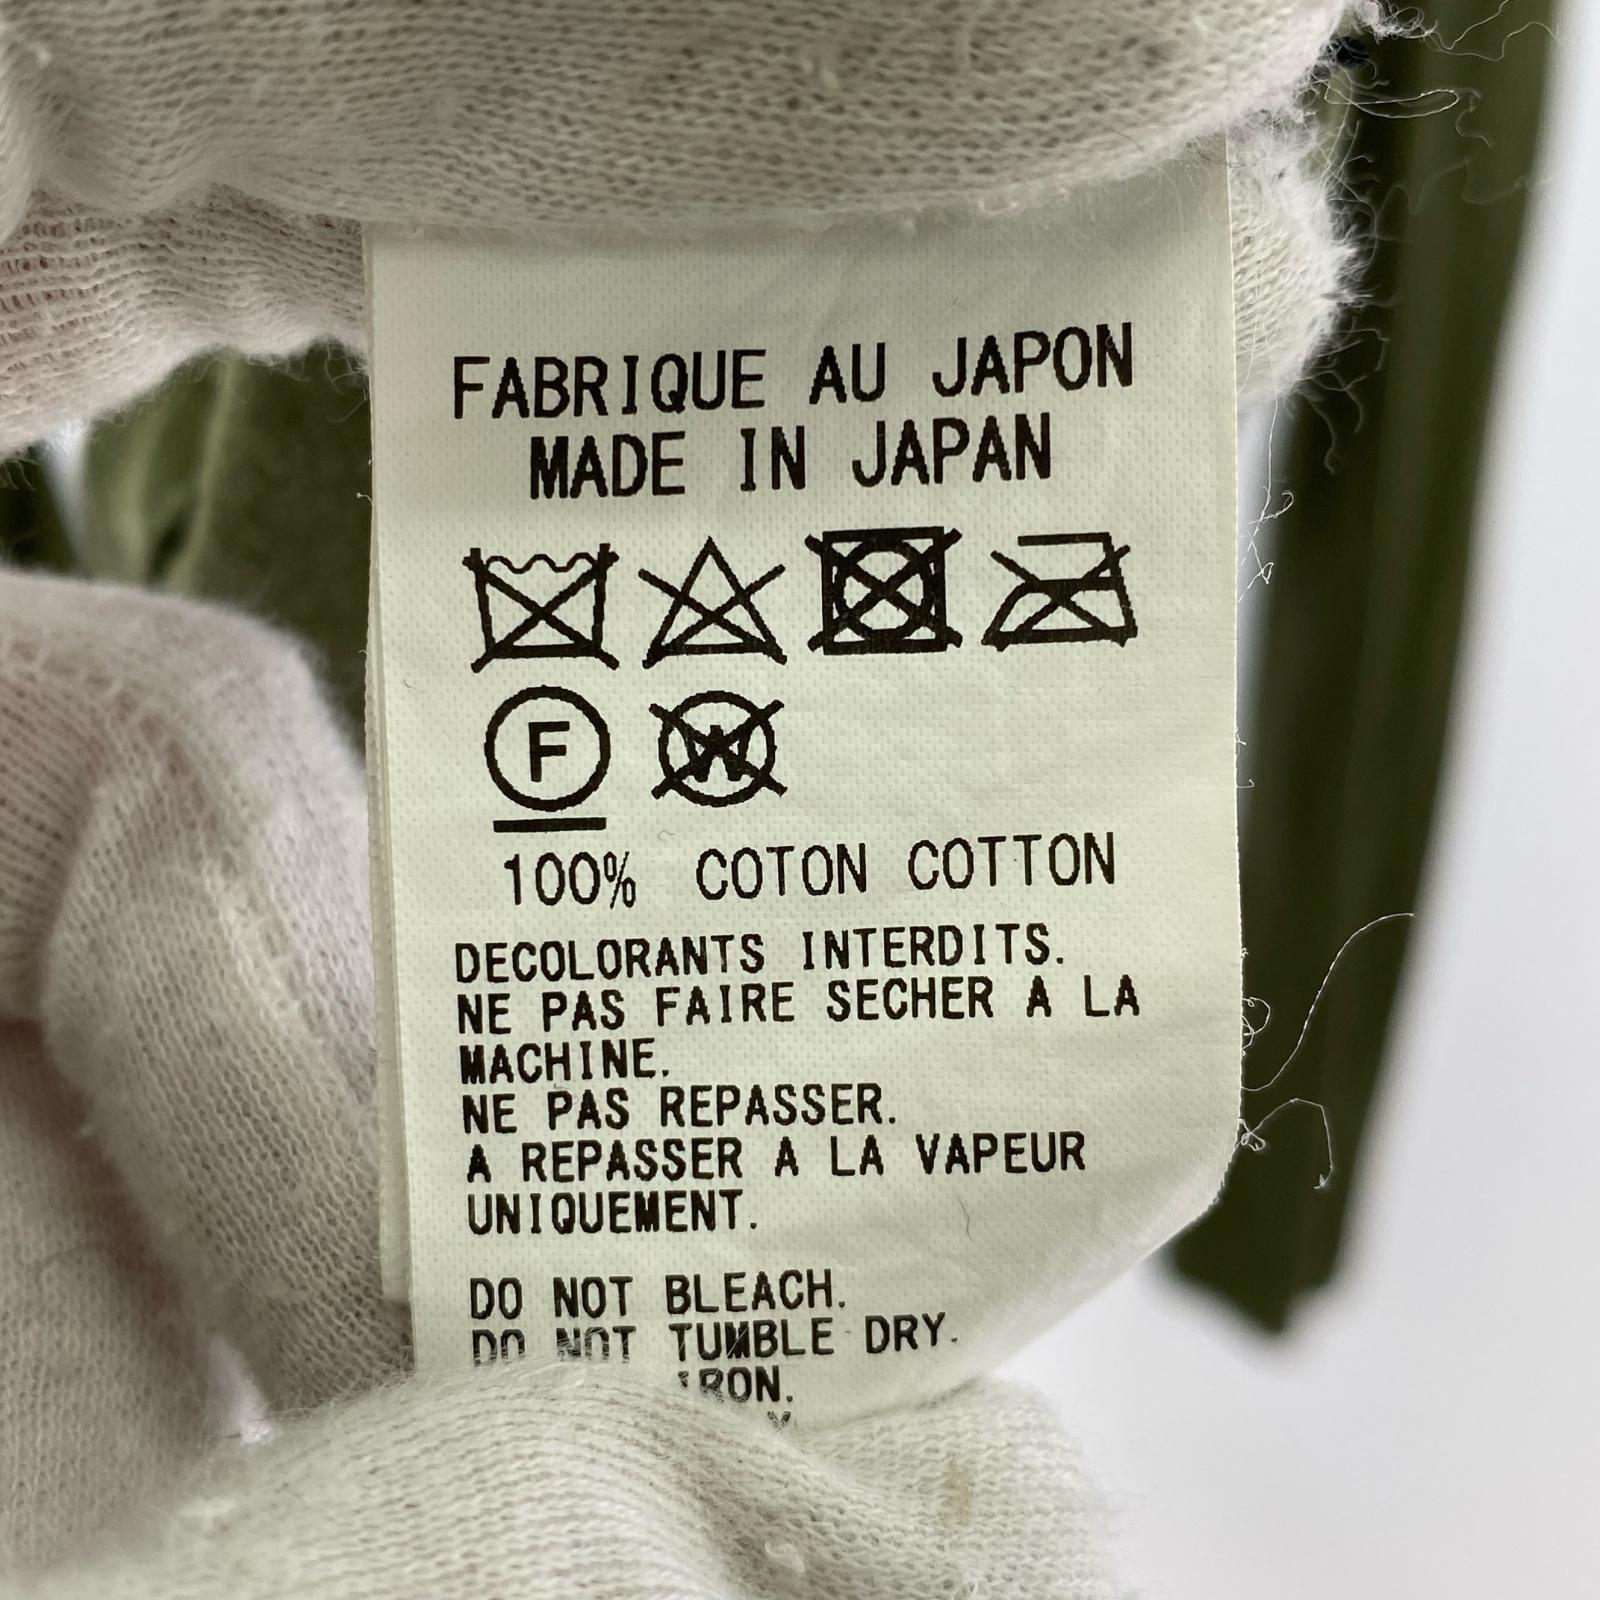 FABRIQUE AU JAPON
MADE IN JAPAN
F W
100% COTON COTTON
DECOLORANTS INTERDITS.
NE PAS FAIRE SECHER A LA
MACHINE.
NE PAS REPASSER.
A REPASSER A LA VAPEUR
UNIQUEMENT.
DO NOT BLEACH.
DO NOT TUMBLE DRY.
IRON.